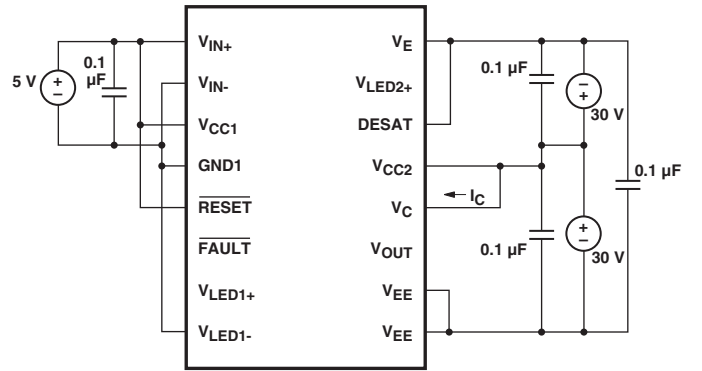 V_IN+
V_IN-
V_CC1
GND1
RESET
FAULT
V_LED1+
V_LED1-
V_E
V_LED2+
DESAT
V_CC2
V_C
V_OUT
V_EE
V_EE
5 V
+
–
0.1
µF
0.1 µF
–
+
30 V
I_C
0.1 µF
0.1 µF
+
–
30 V